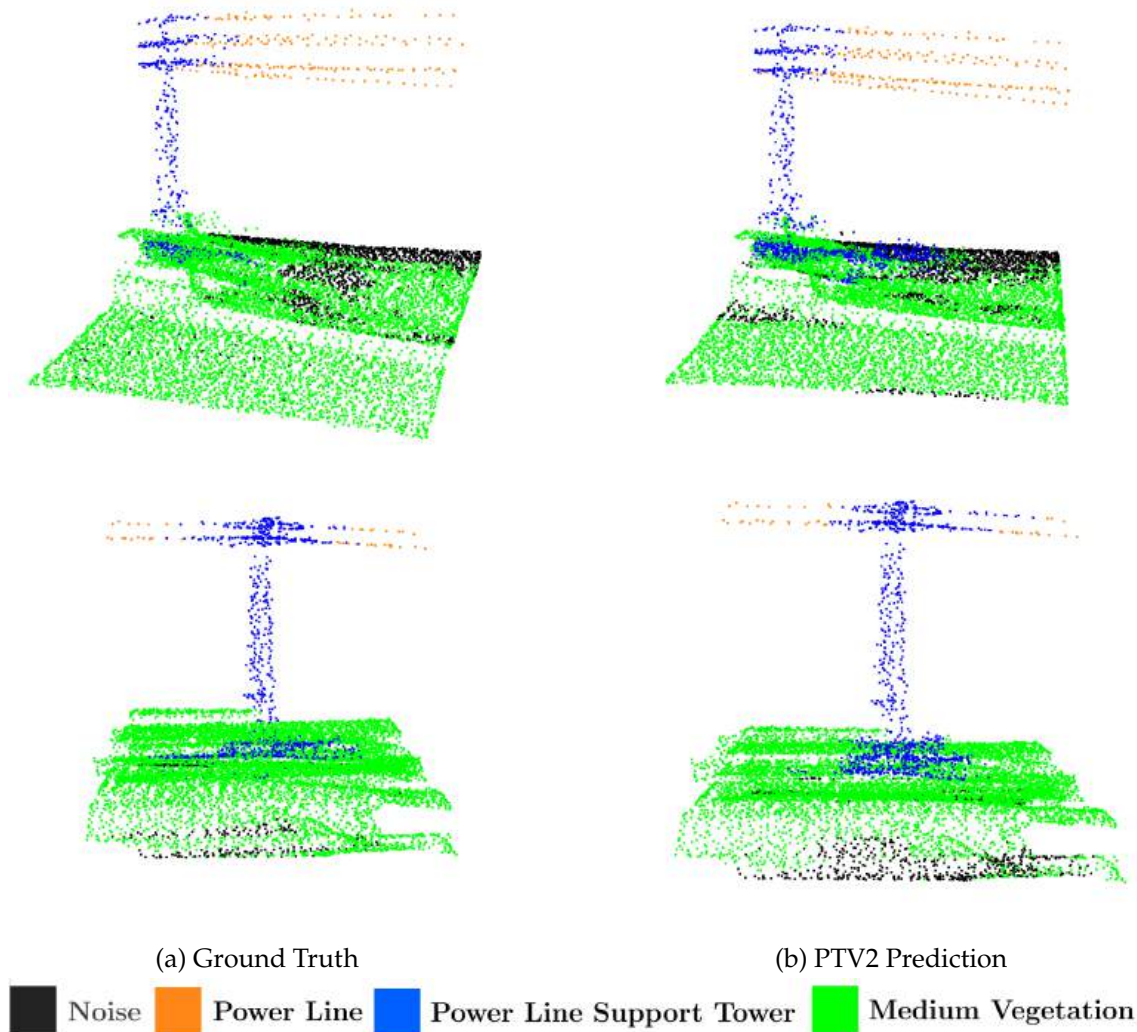 (a) Ground Truth
(b) PTV2 Prediction
Noise
Power Line
Power Line Support Tower
Medium Vegetation